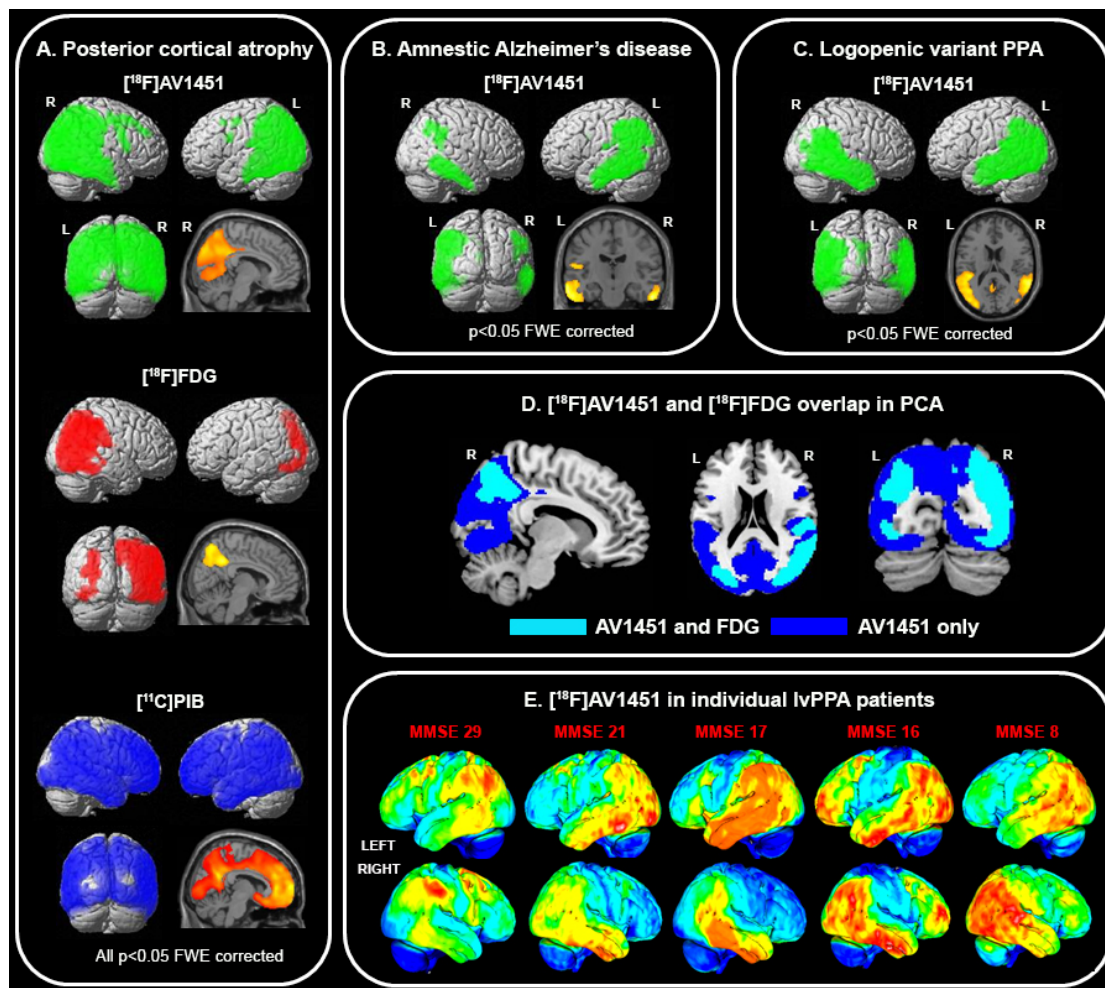 A. Posterior cortical atrophy
[¹⁸F]AV1451
R
L
L
R
R
[¹⁸F]FDG
[¹¹C]PIB
All p<0.05 FWE corrected
B. Amnestic Alzheimer's disease
[¹⁸F]AV1451
R
L
L
R
L
R
p<0.05 FWE corrected
C. Logopenic variant PPA
[¹⁸F]AV1451
R
L
L
R
L
R
p<0.05 FWE corrected
D. [¹⁸F]AV1451 and [¹⁸F]FDG overlap in PCA
R
L
R
L
R
AV1451 and FDG
AV1451 only
E. [¹⁸F]AV1451 in individual lvPPA patients
MMSE 29
MMSE 21
MMSE 17
MMSE 16
MMSE 8
LEFT
RIGHT